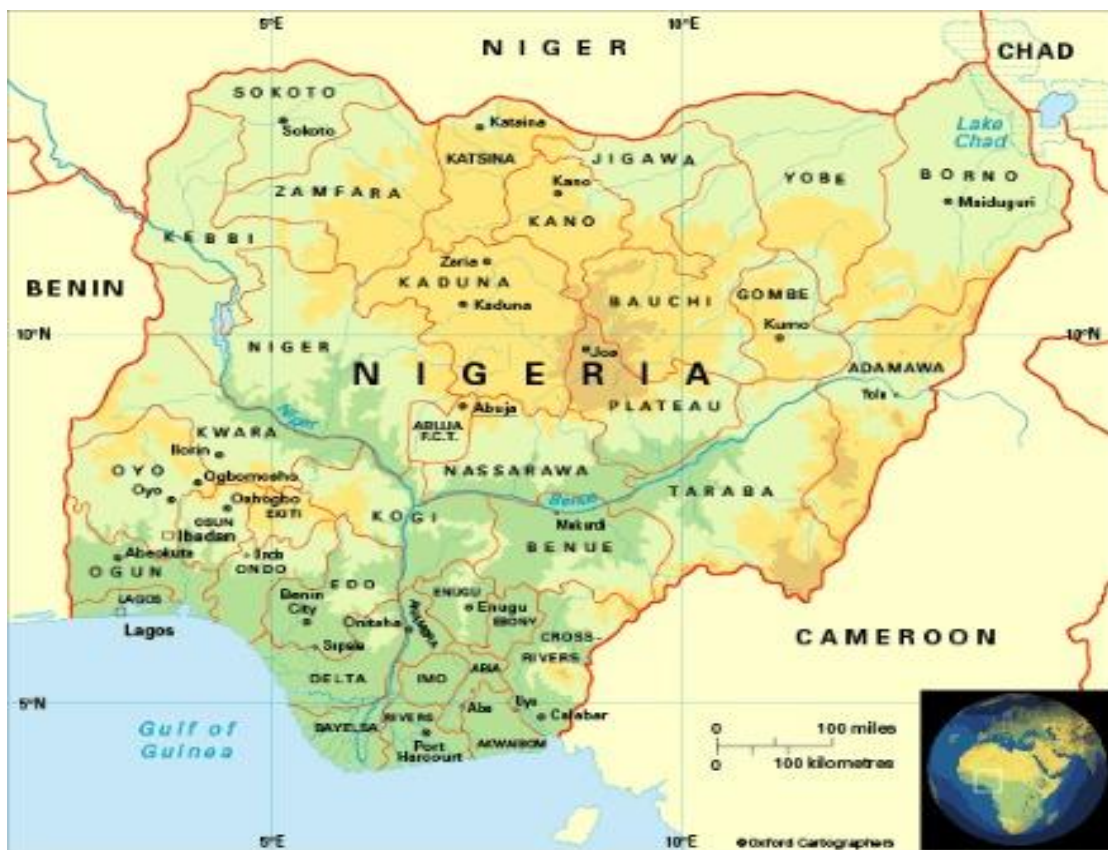 5°E
10°E
NIGER
CHAD
SOKOTO
Sokoto
Katsina
KATSINA
JIGAWA
Lake
Chad
ZAMFARA
Kano
KANO
YOBE
BORNO
Maiduguri
KEBBI
Zaria
KADUNA
Kaduna
BENIN
BAUCHI
GOMBE
Kumo
10°N
10°N
NIGER
Jos
NIGERIA
ADAMAWA
Yola
Niger
Abuja
ABUJA
F.C.T.
PLATEAU
KWARA
Ilorin
OYO
Ogbomosho
Oyo
Oshogbo
OSUN
EKITI
NASSARAWA
Benue
TARABA
KOGI
Makurdi
Ibadan
Abeokuta
OGUN
Ondo
ONDO
BENUE
EDO
LAGOS
Lagos
Benin
City
ENUGU
Enugu
EBONY
Onitsha
ANAMBRA
CROSS-
RIVERS
CAMEROON
Sapele
DELTA
IMO
ABIA
5°N
5°N
Gulf of
Guinea
BAYELSA
RIVERS
Aba
Calabar
Port
Harcourt
AKWAIBOM
0
100 miles
0
100 kilometres
5°E
10°E
©Oxford Cartographers